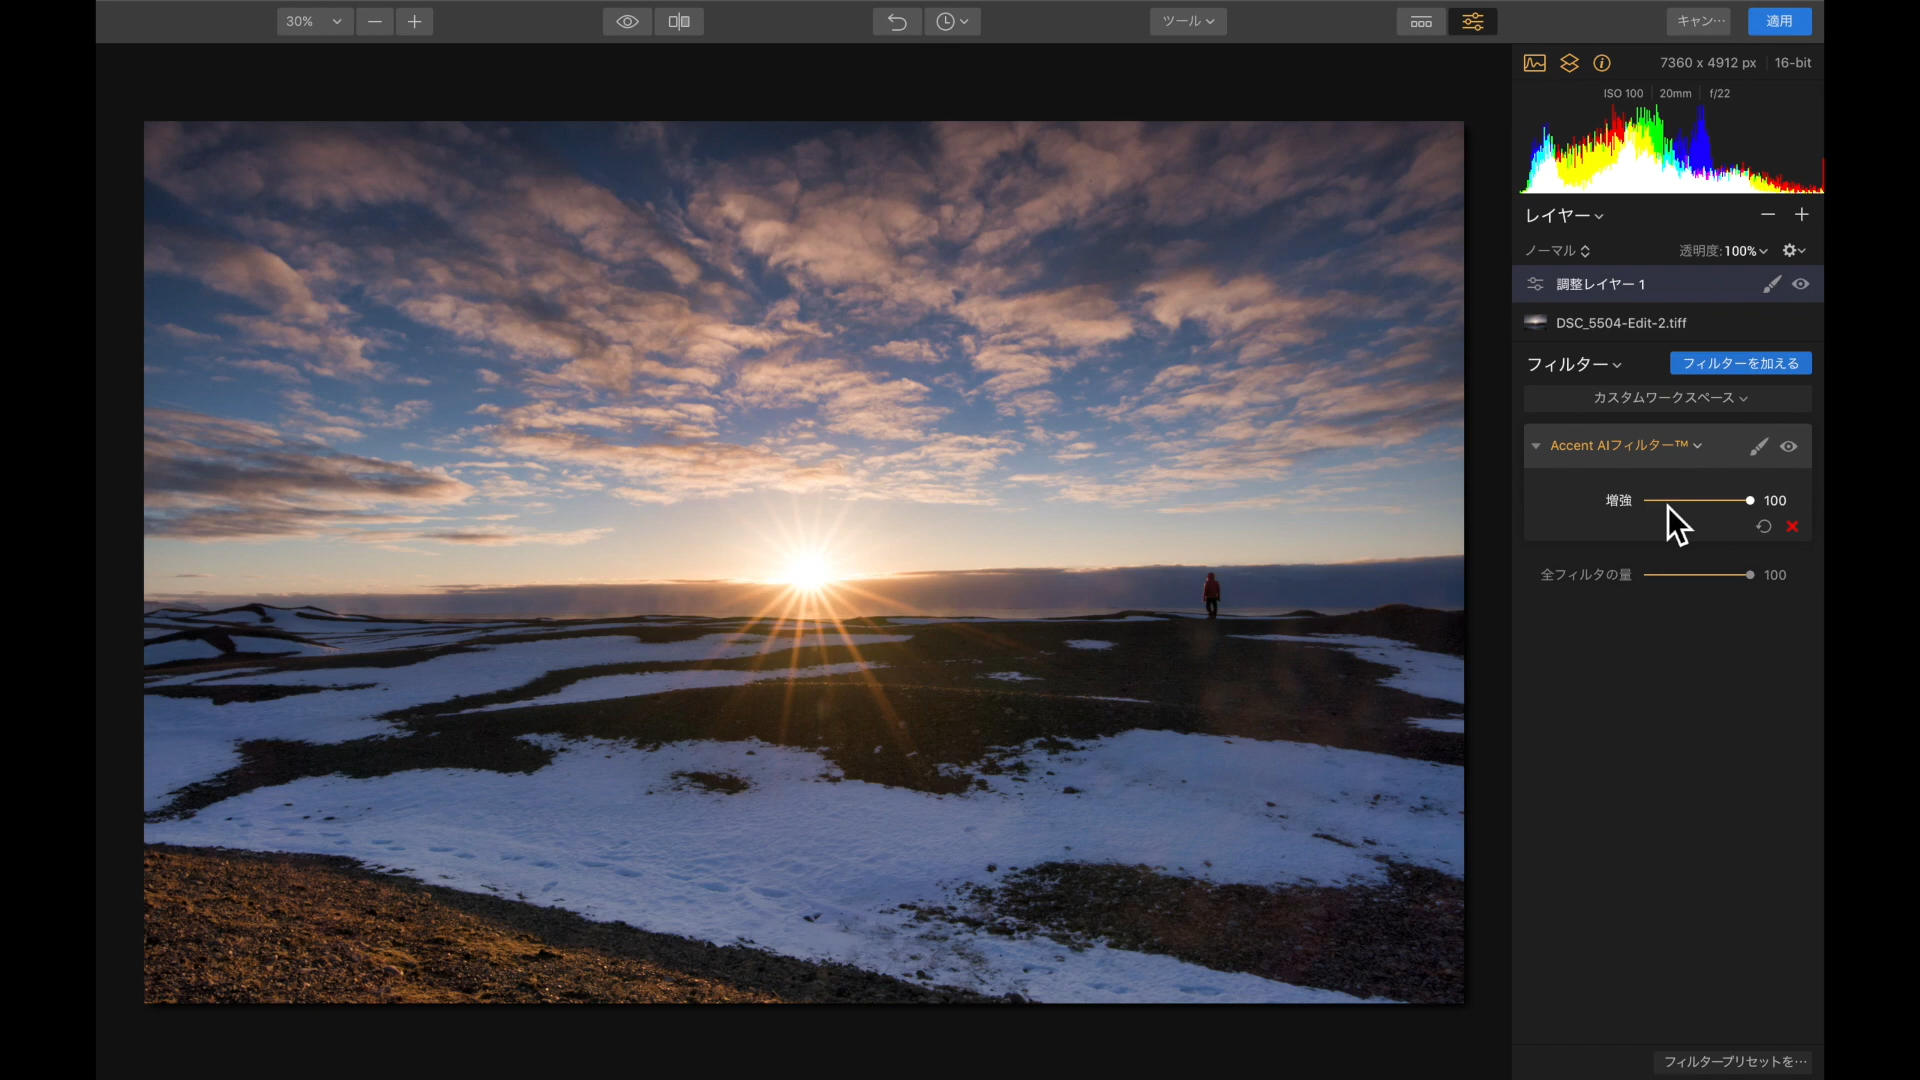 30%
ツール
キャン…
適用
7360 x 4912 px
16-bit
ISO 100
20mm
f/22
レイヤー
ノーマル
透明度: 100%
調整レイヤー 1
DSC_5504-Edit-2.tiff
フィルター
フィルターを加える
カスタムワークスペース
Accent AIフィルター™
増強 100
全フィルタの量 100
フィルタープリセットを…